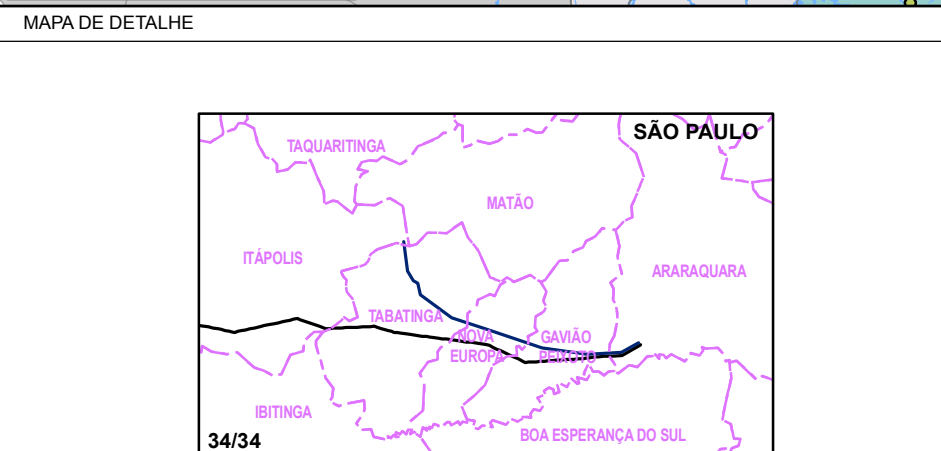 MAPA DE DETALHE
SÃO PAULO
TAQUARITINGA
MATÃO
ITÁPOLIS
ARARAQUARA
TABATINGA
NOVA
EUROPA
GAVIÃO
PEIXOTO
IBITINGA
BOA ESPERANÇA DO SUL
34/34